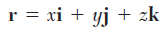 r = xi + yj + zk